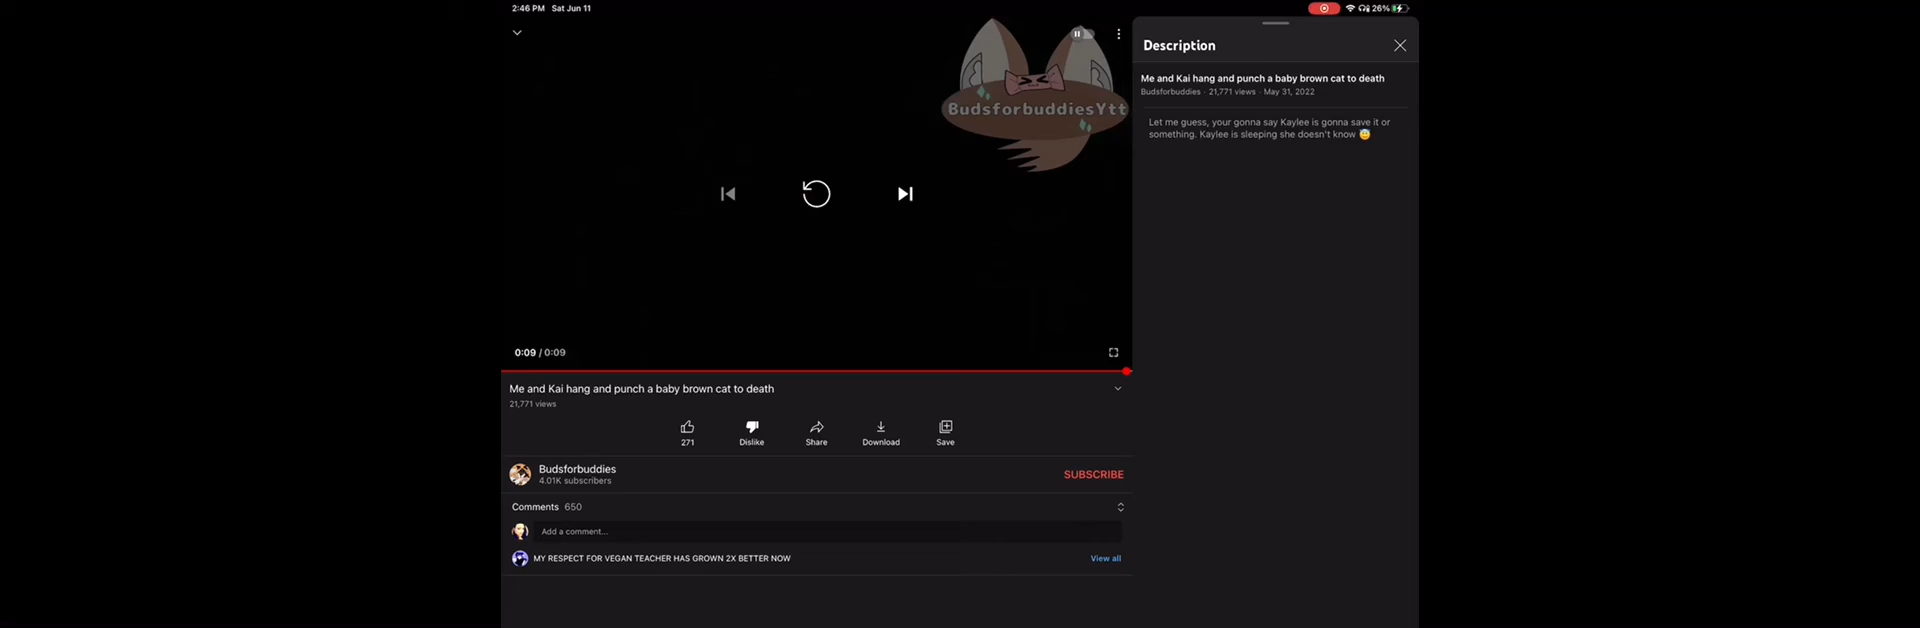 2:46 PM Sat Jun 11
26%
BudsforbuddiesYtt
0:09 / 0:09
Me and Kai hang and punch a baby brown cat to death
21,771 views
271
Dislike
Share
Download
Save
Budsforbuddies
4.01K subscribers
SUBSCRIBE
Comments 650
Add a comment...
MY RESPECT FOR VEGAN TEACHER HAS GROWN 2X BETTER NOW
View all
Description
Me and Kai hang and punch a baby brown cat to death
Budsforbuddies · 21,771 views · May 31, 2022
Let me guess, your gonna say Kaylee is gonna save it or
something. Kaylee is sleeping she doesn't know 😇